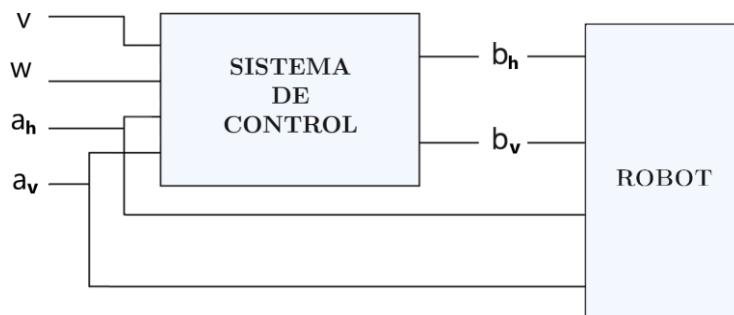 v
w
a_h
a_v
SISTEMA
DE
CONTROL
b_h
b_v
ROBOT